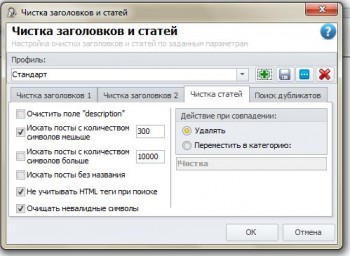 Чистка заголовков и статей
Чистка заголовков и статей
Настройка очистки заголовков и статей по заданным параметрам
Профиль:
Стандарт
Чистка заголовков 1
Чистка заголовков 2
Чистка статей
Поиск дубликатов
Очистить поле "description"
Искать посты с количеством
символов меньше
300
Искать посты с количеством
символов больше
10000
Искать посты без названия
Не учитывать HTML теги при поиске
Очищать невалидные символы
Действие при совпадении:
Удалять
Переместить в категорию:
!Чистка
OK
Отмена